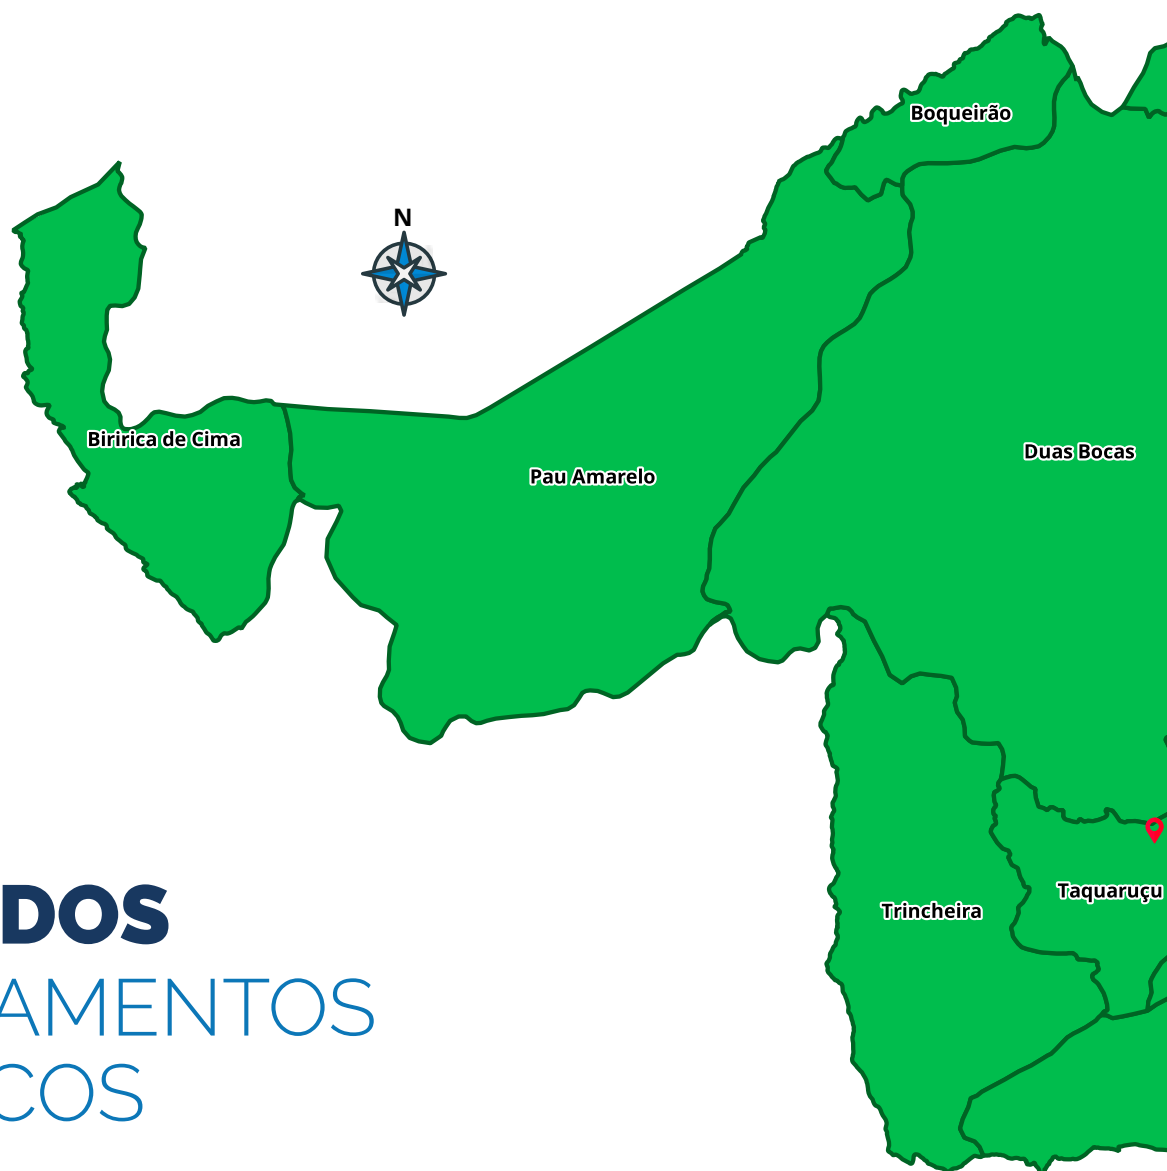 Boqueirão
N
Biririca de Cima
Duas Bocas
Pau Amarelo
Taquaruçu
Trincheira
DOS
AMENTOS
COS